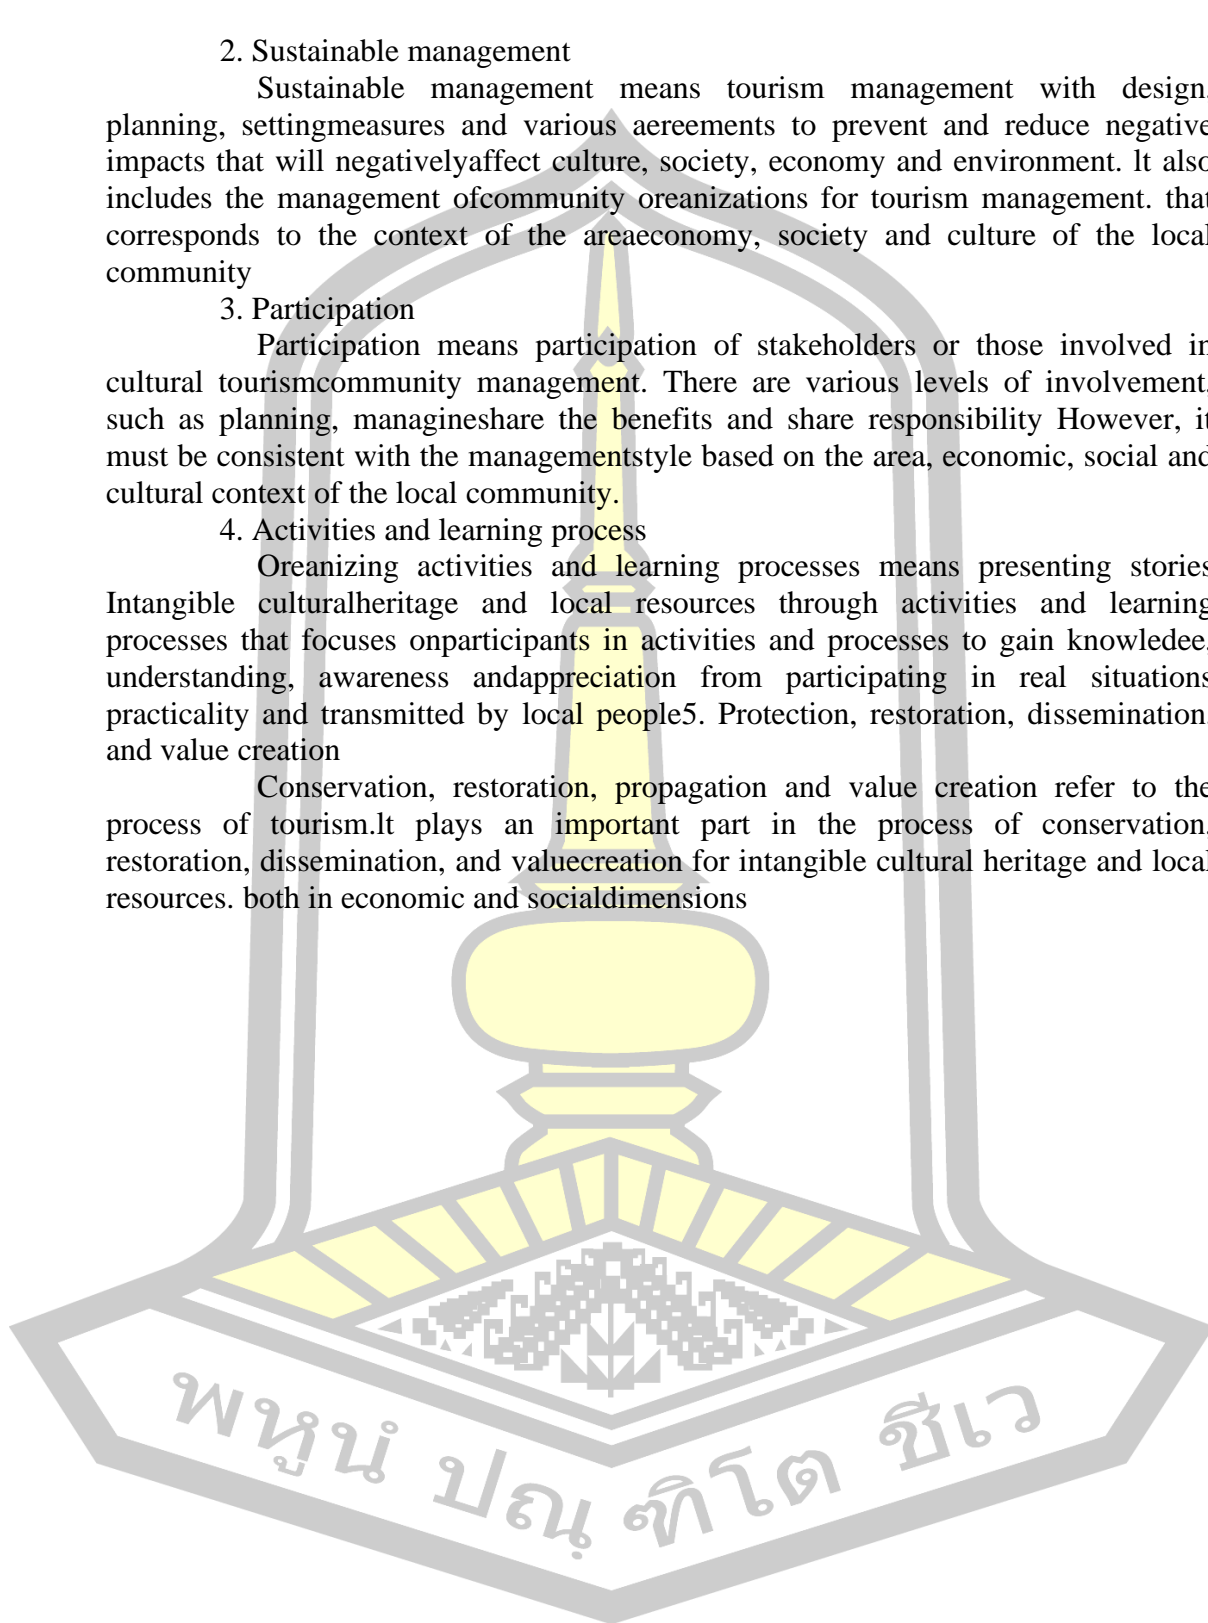 2. Sustainable management
Sustainable management means tourism management with design,
planning, settingmeasures and various aereements to prevent and reduce negative
impacts that will negativelyaffect culture, society, economy and environment. lt also
includes the management ofcommunity oreanizations for tourism management. that
corresponds to the context of the areaeconomy, society and culture of the local
community
3. Participation
Participation means participation of stakeholders or those involved in
cultural tourismcommunity management. There are various levels of involvement,
such as planning, managineshare the benefits and share responsibility However, it
must be consistent with the managementstyle based on the area, economic, social and
cultural context of the local community.
4. Activities and learning process
Oreanizing activities and learning processes means presenting stories
Intangible culturalheritage and local resources through activities and learning
processes that focuses onparticipants in activities and processes to gain knowledee,
understanding, awareness andappreciation from participating in real situations
practicality and transmitted by local people5. Protection, restoration, dissemination,
and value creation
Conservation, restoration, propagation and value creation refer to the
process of tourism.lt plays an important part in the process of conservation,
restoration, dissemination, and valuecreation for intangible cultural heritage and local
resources. both in economic and socialdimensions
พหูนํ ปณฺ ฑิโต ชีเว